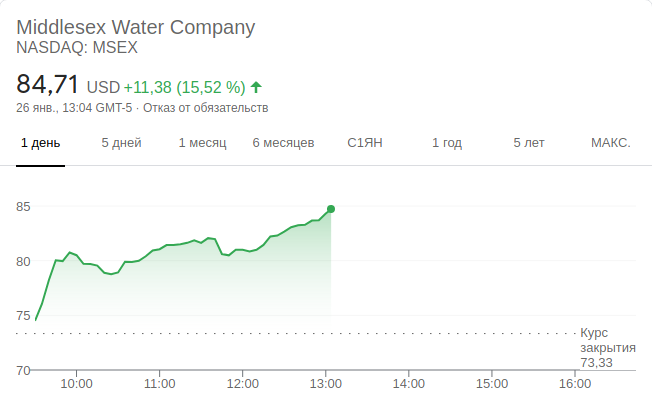 Middlesex Water Company
NASDAQ: MSEX
84,71 USD +11,38 (15,52 %)
26 янв., 13:04 GMT-5 · Отказ от обязательств
1 день 5 дней 1 месяц 6 месяцев С1ЯН 1 год 5 лет МАКС.
85
80
75
Курс
закрытия
73,33
70
10:00 11:00 12:00 13:00 14:00 15:00 16:00